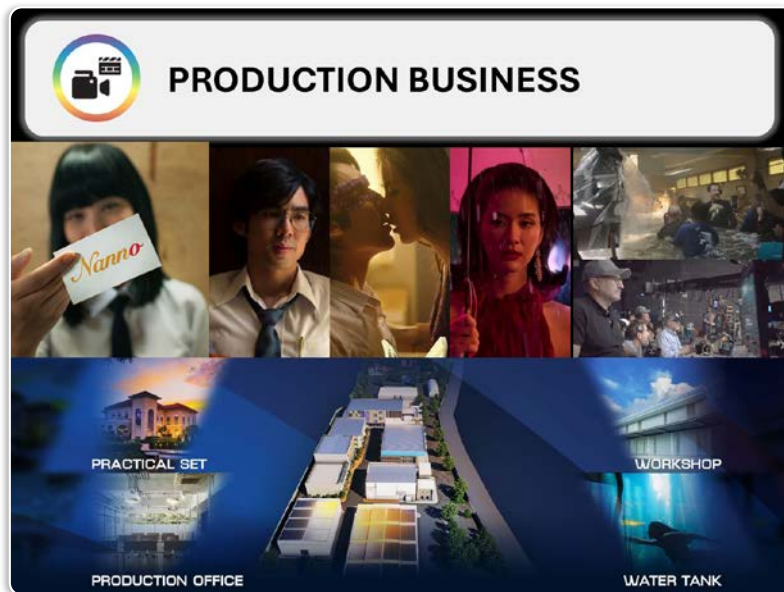 PRODUCTION BUSINESS
Nanno
PRACTICAL SET
WORKSHOP
PRODUCTION OFFICE
WATER TANK